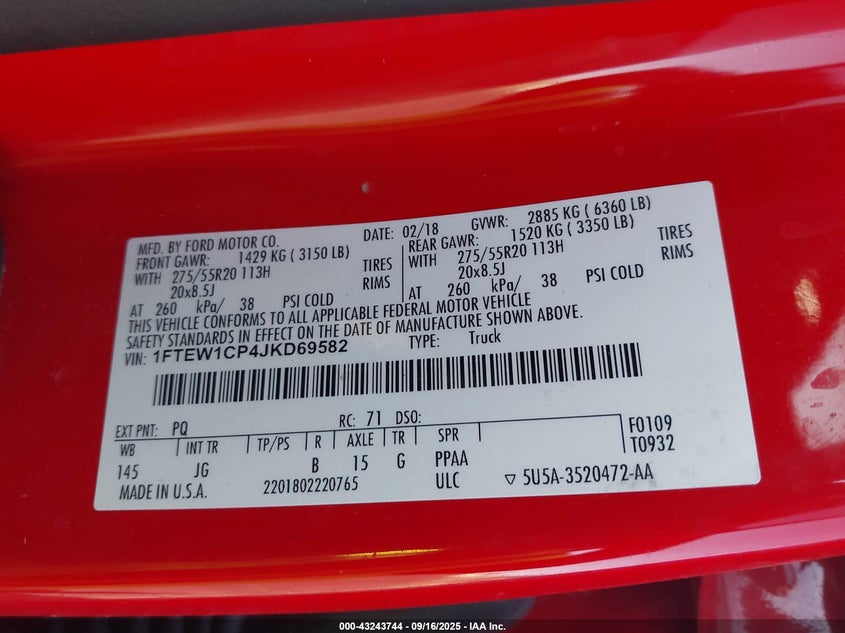 MFD. BY FORD MOTOR CO.
DATE: 02/18 GVWR: 2885 KG ( 6360 LB)
FRONT GAWR: 1429 KG ( 3150 LB) REAR GAWR: 1520 KG ( 3350 LB)
WITH 275/55R20 113H TIRES WITH 275/55R20 113H TIRES
20x8.5J RIMS 20x8.5J RIMS
AT 260 kPa/ 38 PSI COLD AT 260 kPa/ 38 PSI COLD
THIS VEHICLE CONFORMS TO ALL APPLICABLE FEDERAL MOTOR VEHICLE
SAFETY STANDARDS IN EFFECT ON THE DATE OF MANUFACTURE SHOWN ABOVE.
VIN: 1FTEW1CP4JKD69582 TYPE: Truck
EXT PNT: PQ RC: 71 DSO:
WB INT TR TP/PS R AXLE TR SPR F0109
145 JG B 15 G PPAA T0932
MADE IN U.S.A. 2201802220765 ULC ▽ 5U5A-3520472-AA
000-43243744 - 09/16/2025 - IAA Inc.